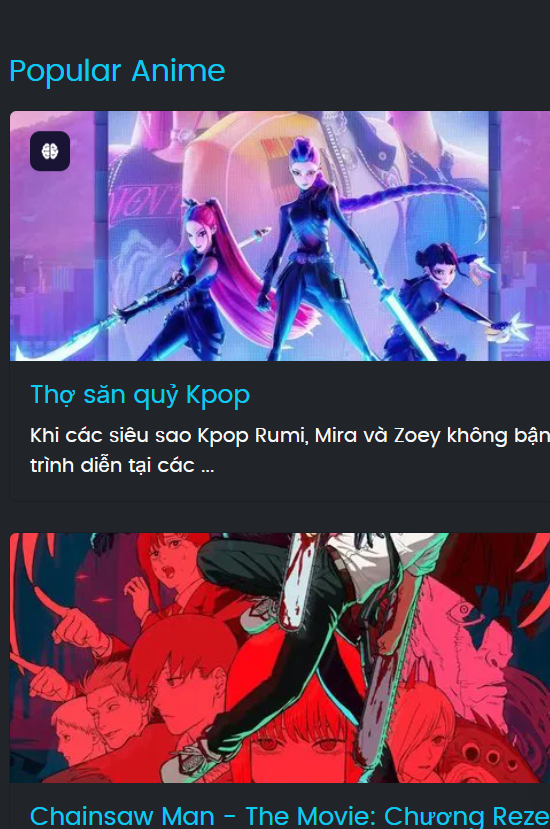 Popular Anime
Thợ săn quỷ Kpop
Khi các siêu sao Kpop Rumi, Mira và Zoey không bận
trình diễn tại các ...
Chainsaw Man - The Movie: Chương Reze